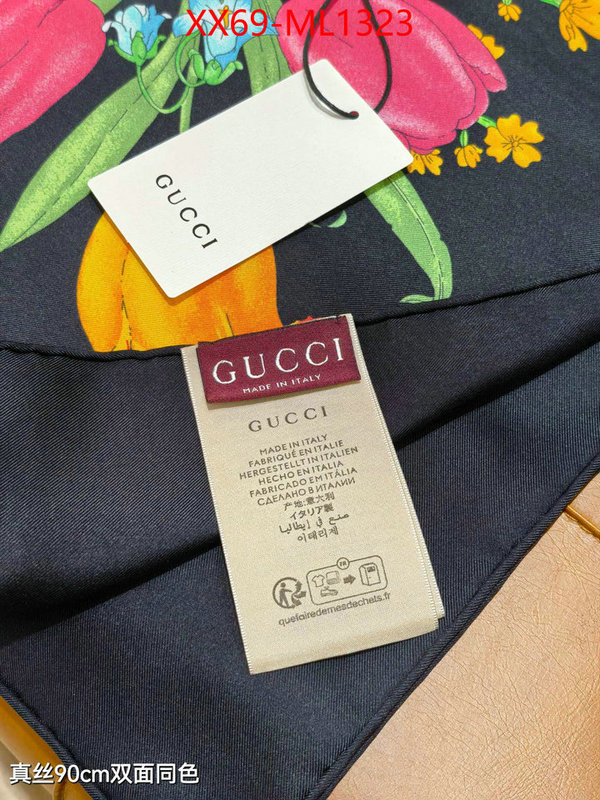 XX69-ML1323
GUCCI
GUCCI
MADE IN ITALY
GUCCI
MADE IN ITALY
FABRIQUÉ EN ITALIE
HERGESTELLT IN ITALIEN
HECHO EN ITALIA
FABRICADO EM ITÁLIA
СДЕЛАНО В ИТАЛИИ
产地:意大利
イタリア製
صنع في إيطاليا
이태리제
FR
quefairedemesdechets.fr
真丝90cm双面同色